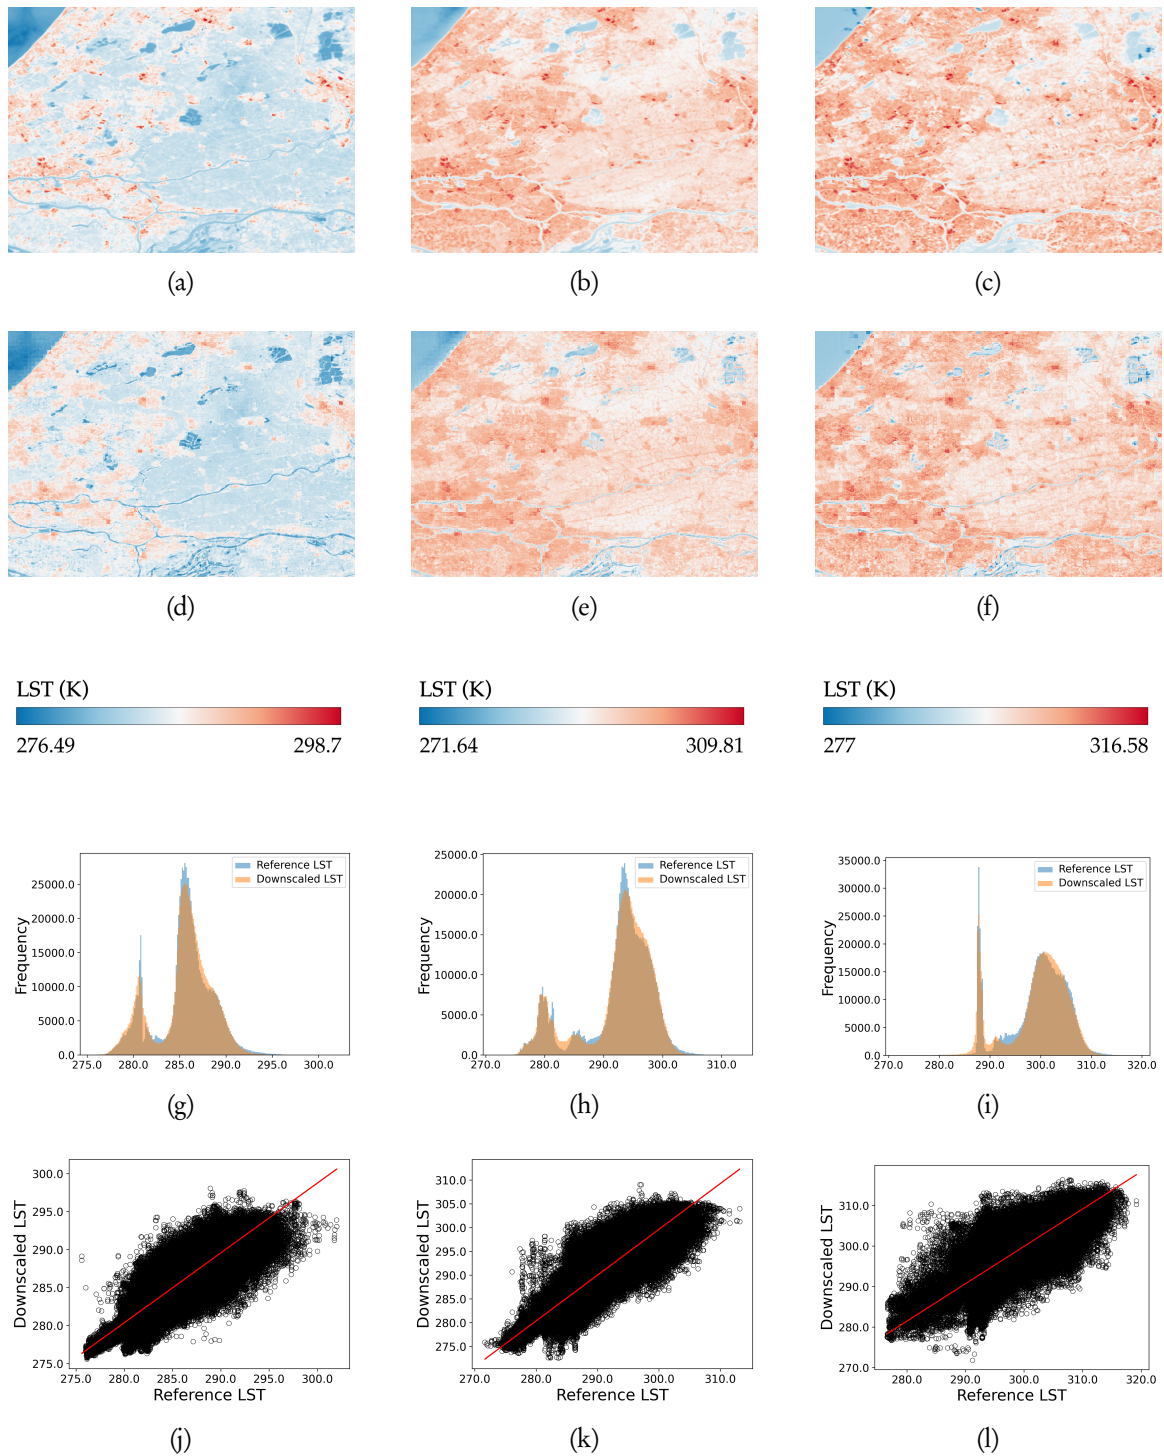 (a) (b) (c)
(d) (e) (f)
LST (K) LST (K) LST (K)
276.49 298.7 271.64 309.81 277 316.58
Frequency
25000.0
20000.0
15000.0
10000.0
5000.0
0.0
275.0 280.0 285.0 290.0 295.0 300.0
Reference LST
Downscaled LST
(g)
Frequency
25000.0
20000.0
15000.0
10000.0
5000.0
0.0
270.0 280.0 290.0 300.0 310.0
Reference LST
Downscaled LST
(h)
Frequency
35000.0
30000.0
25000.0
20000.0
15000.0
10000.0
5000.0
0.0
270.0 280.0 290.0 300.0 310.0 320.0
Reference LST
Downscaled LST
(i)
Downscaled LST
300.0
295.0
290.0
285.0
280.0
275.0
280.0 285.0 290.0 295.0 300.0
Reference LST
(j)
Downscaled LST
310.0
305.0
300.0
295.0
290.0
285.0
280.0
275.0
270.0
270.0 280.0 290.0 300.0 310.0
Reference LST
(k)
Downscaled LST
310.0
300.0
290.0
280.0
270.0
280.0 290.0 300.0 310.0 320.0
Reference LST
(l)